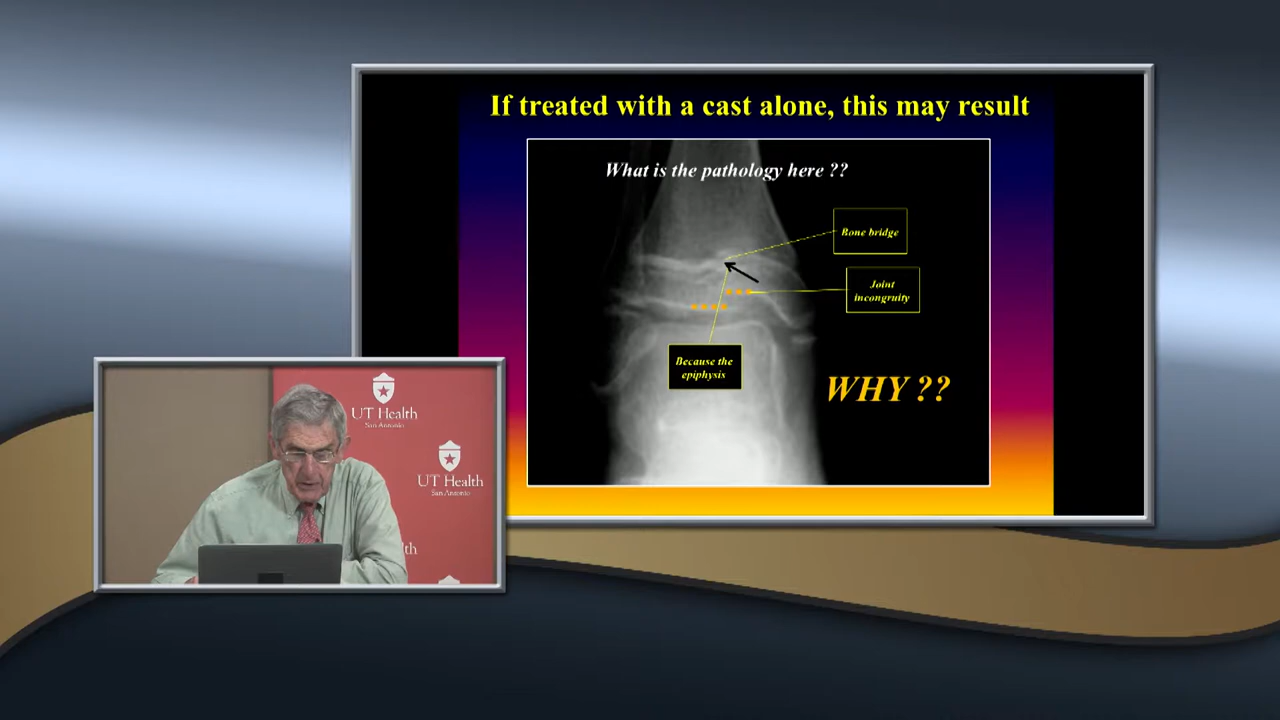 If treated with a cast alone, this may result
What is the pathology here ??
Bone bridge
Joint
incongruity
Because the
epiphysis
WHY ??
UT Health
San Antonio
UT Health
San Antonio
th